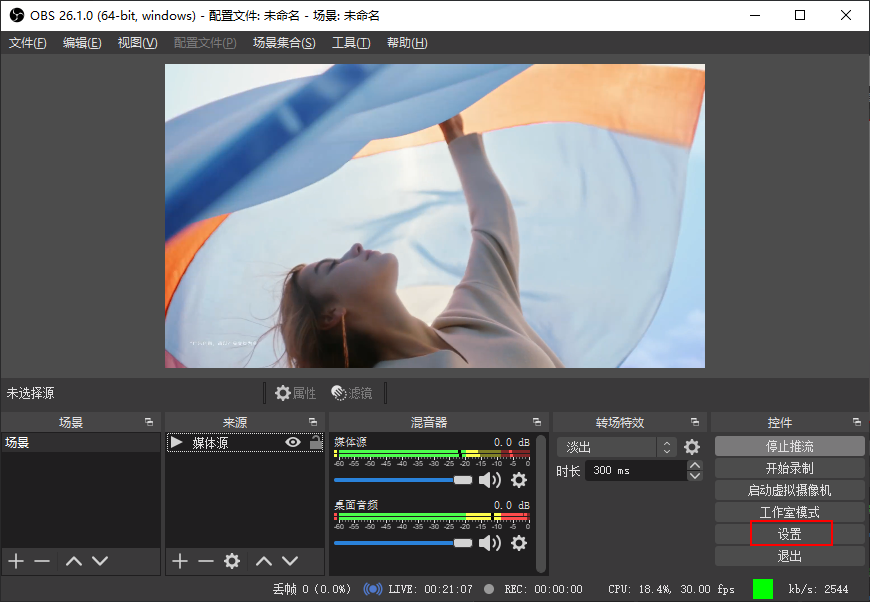 OBS 26.1.0 (64-bit, windows) - 配置文件: 未命名 - 场景: 未命名
文件(F) 编辑(E) 视图(V) 配置文件(P) 场景集合(S) 工具(T) 帮助(H)
未选择源 属性 滤镜
场景 来源 混音器 转场特效 控件
场景
媒体源
媒体源 0.0 dB
-60 -55 -50 -45 -40 -35 -30 -25 -20 -15 -10 -5 0
桌面音频 0.0 dB
-60 -55 -50 -45 -40 -35 -30 -25 -20 -15 -10 -5 0
淡出
时长 300 ms
停止推流
开始录制
启动虚拟摄像机
工作室模式
设置
退出
丢帧 0 (0.0%) LIVE: 00:21:07 REC: 00:00:00 CPU: 18.4%, 30.00 fps kb/s: 2544